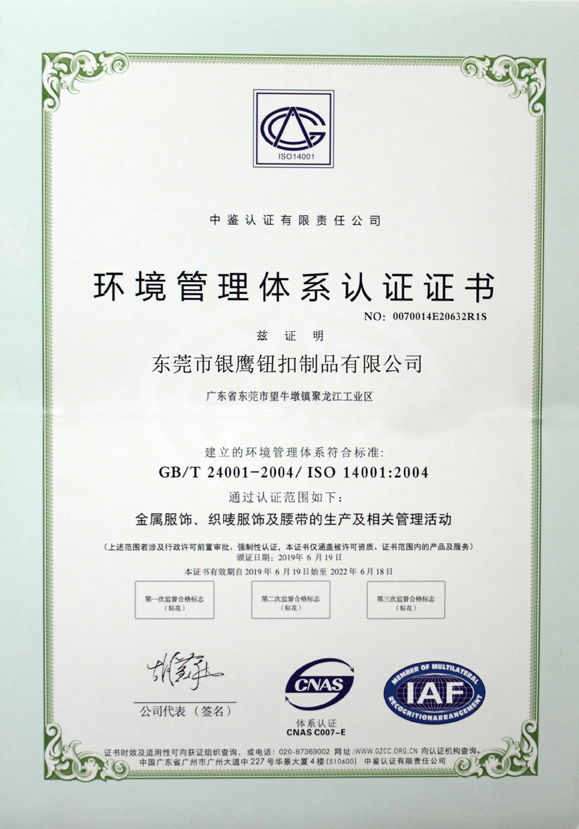 ISO14001
中鉴认证有限责任公司
环境管理体系认证证书
NO: 0070014E20632R1S
兹证明
东莞市银鹰钮扣制品有限公司
广东省东莞市望牛墩镇聚龙江工业区
建立的环境管理体系符合标准:
GB/T 24001-2004/ ISO 14001:2004
通过认证范围如下:
金属服饰、织唛服饰及腰带的生产及相关管理活动
(上述范围若涉及行政许可前置审批、强制性认证,本证书仅涵盖被许可资质、证书范围内的产品及服务)
颁证日期:2019年 6月19日
本证书有效期自2019年 6月19日始至 2022年 6月18日
第一次监督合格标志 第二次监督合格标志 第三次监督合格标志
(贴花) (贴花) (贴花)
公司代表(签名)
CNAS
体系认证
CNAS C007-E
MEMBER OF MULTILATERAL
IAF
RECOGNITIONARRANGEMENT
证书时效及适用性可向获证组织查询,或电话: 020-87369002 网址:WWW.GZCC.ORG.CN 向认证机构查询。
中国广东省广州市广州大道中227号华景大厦4楼(510600) 中鉴认证有限责任公司